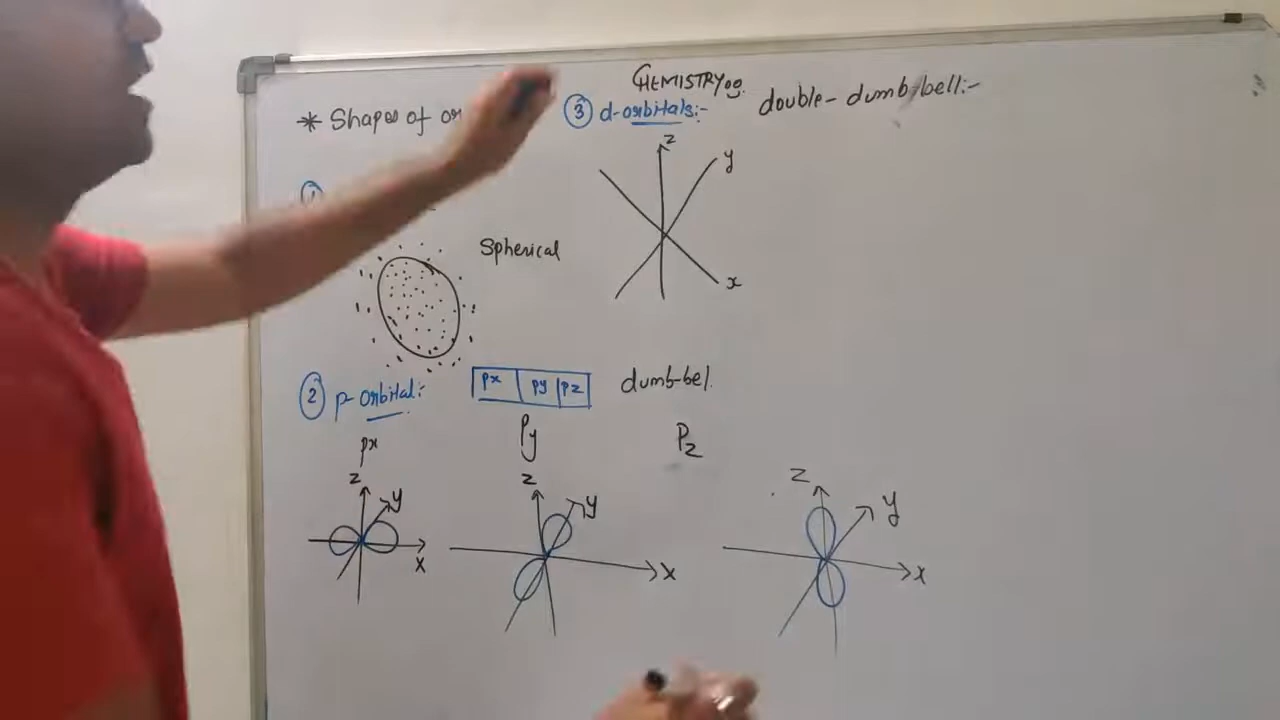 CHEMISTRY
* Shapes of
③ d-orbitals:-
double-dumb bell:-
z
y
x
①
Spherical
② p-orbital:
px py pz
dumb-bel.
px
Py
Pz
z
y
x
z
y
x
z
y
x